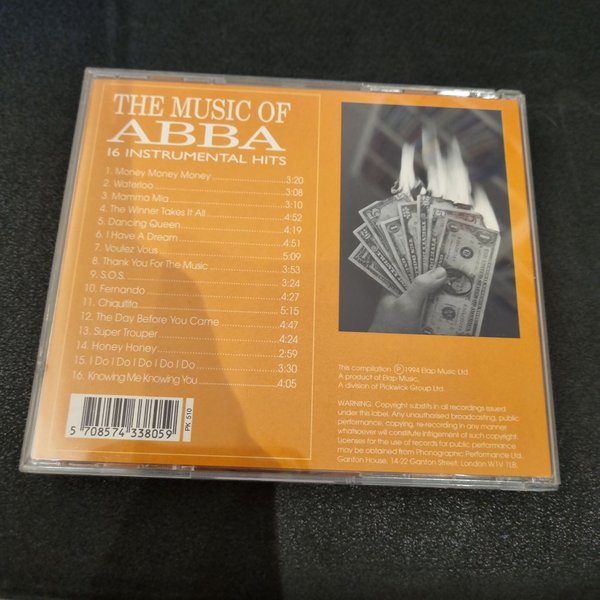 THE MUSIC OF
ABBA
16 INSTRUMENTAL HITS
1. Money Money Money 3:20
2. Waterloo 3:08
3. Mamma Mia 3:10
4. The Winner Takes It All 4:52
5. Dancing Queen 4:19
6. I Have A Dream 4:51
7. Voulez Vous 5:09
8. Thank You For The Music 3:53
9. S.O.S. 3:24
10. Fernando 4:27
11. Chiquitita 5:15
12. The Day Before You Came 4:47
13. Super Trouper 4:24
14. Honey Honey 2:59
15. I Do I Do I Do I Do I Do 3:30
16. Knowing Me Knowing You 4:05
5 708574 338059
PK 510
This compilation ℗ 1994 Elap Music Ltd.
A product of Elap Music,
A division of Pickwick Group Ltd.
WARNING: Copyright subsits in all recordings issued
under this label. Any unauthorised broadcasting, public
performance, copying, re-recording in any manner
whatsoever will constitute infrigement of such copyright.
Licenses for the use of records for public performance
may be obtained from Phonographic Performance Ltd.,
Ganton House, 14-22 Ganton Street, London W1V 7LB.